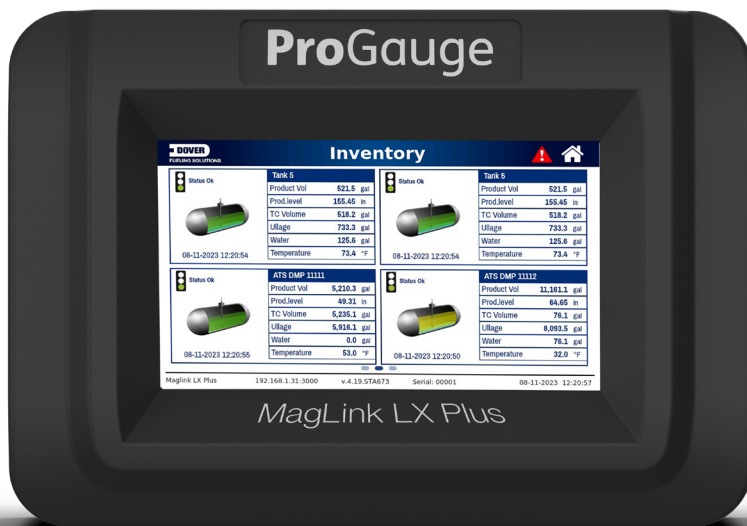 ProGauge
DOVER
FUELING SOLUTIONS
Inventory
Status Ok
Tank 5
Product Vol 521.5 gal
Prod.level 155.45 in
TC Volume 518.2 gal
Ullage 733.3 gal
Water 125.6 gal
Temperature 73.4 °F
08-11-2023 12:20:54
Status Ok
Tank 5
Product Vol 521.5 gal
Prod.level 155.45 in
TC Volume 518.2 gal
Ullage 733.3 gal
Water 125.6 gal
Temperature 73.4 °F
08-11-2023 12:20:54
Status Ok
ATS DMP 11111
Product Vol 5,210.3 gal
Prod.level 49.31 in
TC Volume 5,235.1 gal
Ullage 5,916.1 gal
Water 0.0 gal
Temperature 53.0 °F
08-11-2023 12:20:55
Status Ok
ATS DMP 11112
Product Vol 11,161.1 gal
Prod.level 64.65 in
TC Volume 76.1 gal
Ullage 8,093.5 gal
Water 76.1 gal
Temperature 32.0 °F
08-11-2023 12:20:50
Maglink LX Plus 192.168.1.31:3000 v.4.19.STA673 Serial: 00001 08-11-2023 12:20:57
MagLink LX Plus